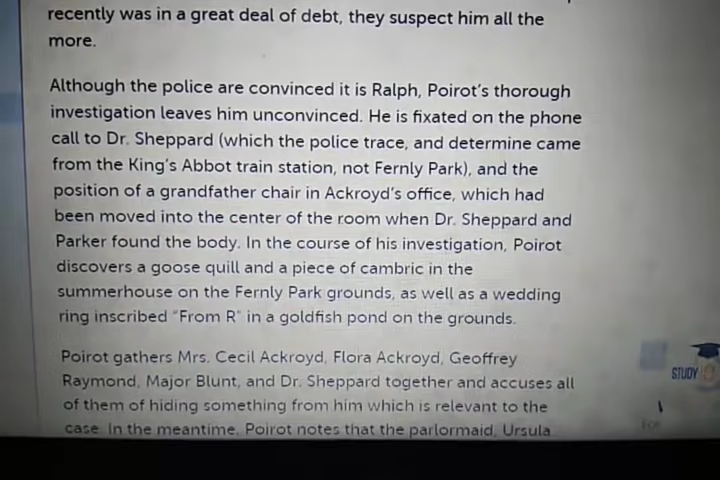 recently was in a great deal of debt, they suspect him all the
more.
Although the police are convinced it is Ralph, Poirot's thorough
investigation leaves him unconvinced. He is fixated on the phone
call to Dr. Sheppard (which the police trace, and determine came
from the King's Abbot train station, not Fernly Park), and the
position of a grandfather chair in Ackroyd's office, which had
been moved into the center of the room when Dr. Sheppard and
Parker found the body. In the course of his investigation, Poirot
discovers a goose quill and a piece of cambric in the
summerhouse on the Fernly Park grounds, as well as a wedding
ring inscribed "From R" in a goldfish pond on the grounds.
Poirot gathers Mrs. Cecil Ackroyd, Flora Ackroyd, Geoffrey
Raymond, Major Blunt, and Dr. Sheppard together and accuses all
of them of hiding something from him which is relevant to the
case. In the meantime, Poirot notes that the parlormaid, Ursula
STUDY
FOR